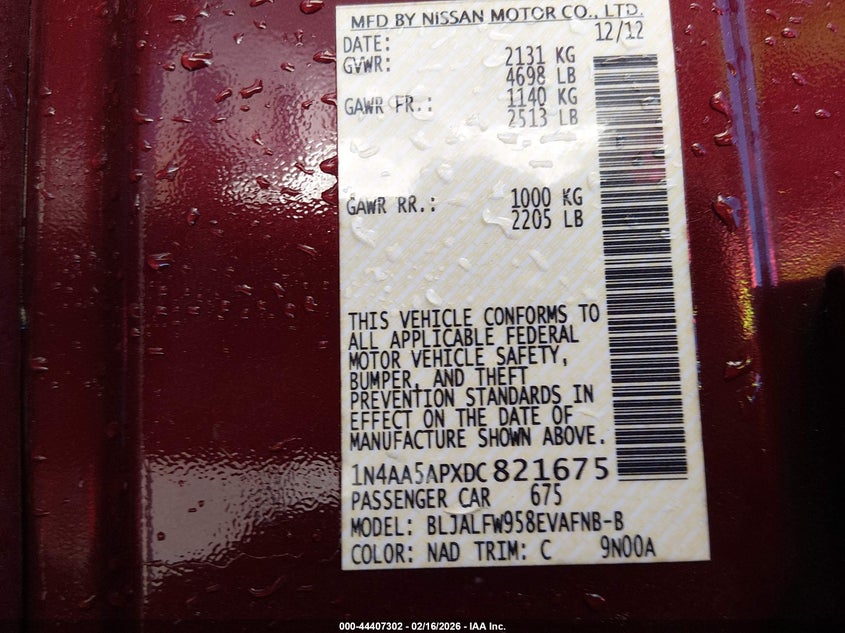 MFD BY NISSAN MOTOR CO., LTD.
DATE: 12/12
GVWR: 2131 KG
4698 LB
GAWR FR.: 1140 KG
2513 LB
GAWR RR.: 1000 KG
2205 LB
THIS VEHICLE CONFORMS TO
ALL APPLICABLE FEDERAL
MOTOR VEHICLE SAFETY,
BUMPER, AND THEFT
PREVENTION STANDARDS IN
EFFECT ON THE DATE OF
MANUFACTURE SHOWN ABOVE.
1N4AA5APXDC821675
PASSENGER CAR 675
MODEL: BLJALFW958EVAFNB-B
COLOR: NAD TRIM: C 9N00A
000-44407302 - 02/16/2026 - IAA Inc.